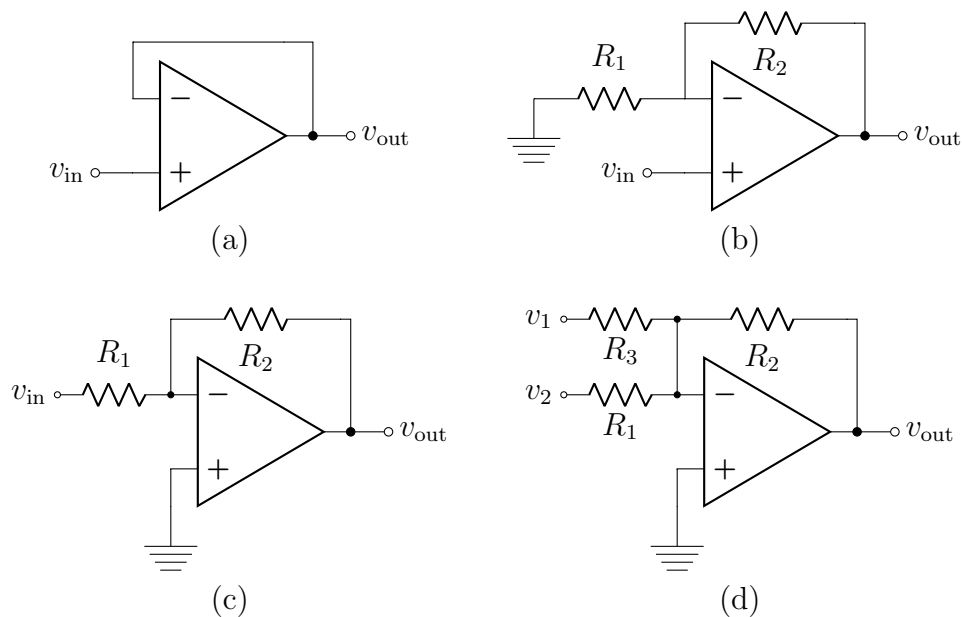 −
+
v_in
v_out
(a)
R_1
R_2
−
+
v_in
v_out
(b)
R_1
R_2
v_in
−
+
v_out
(c)
v_1
R_3
R_2
v_2
R_1
−
+
v_out
(d)